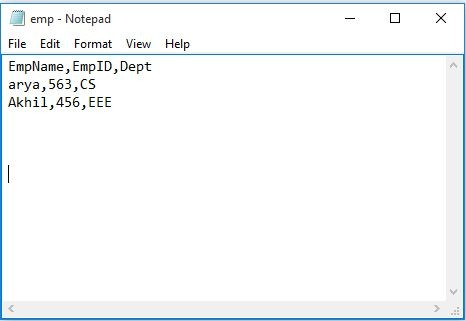 emp - Notepad
File Edit Format View Help
EmpName,EmpID,Dept
arya,563,CS
Akhil,456,EEE